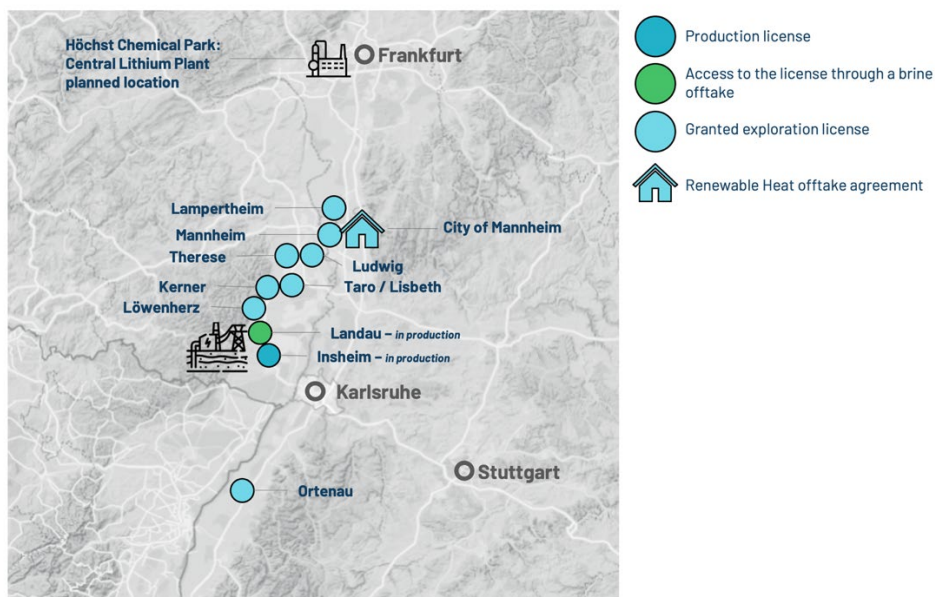 Höchst Chemical Park:
Central Lithium Plant
planned location
Frankfurt
Lampertheim
Mannheim
City of Mannheim
Therese
Ludwig
Kerner
Taro / Lisbeth
Löwenherz
Landau – in production
Insheim – in production
Karlsruhe
Stuttgart
Ortenau
Production license
Access to the license through a brine
offtake
Granted exploration license
Renewable Heat offtake agreement